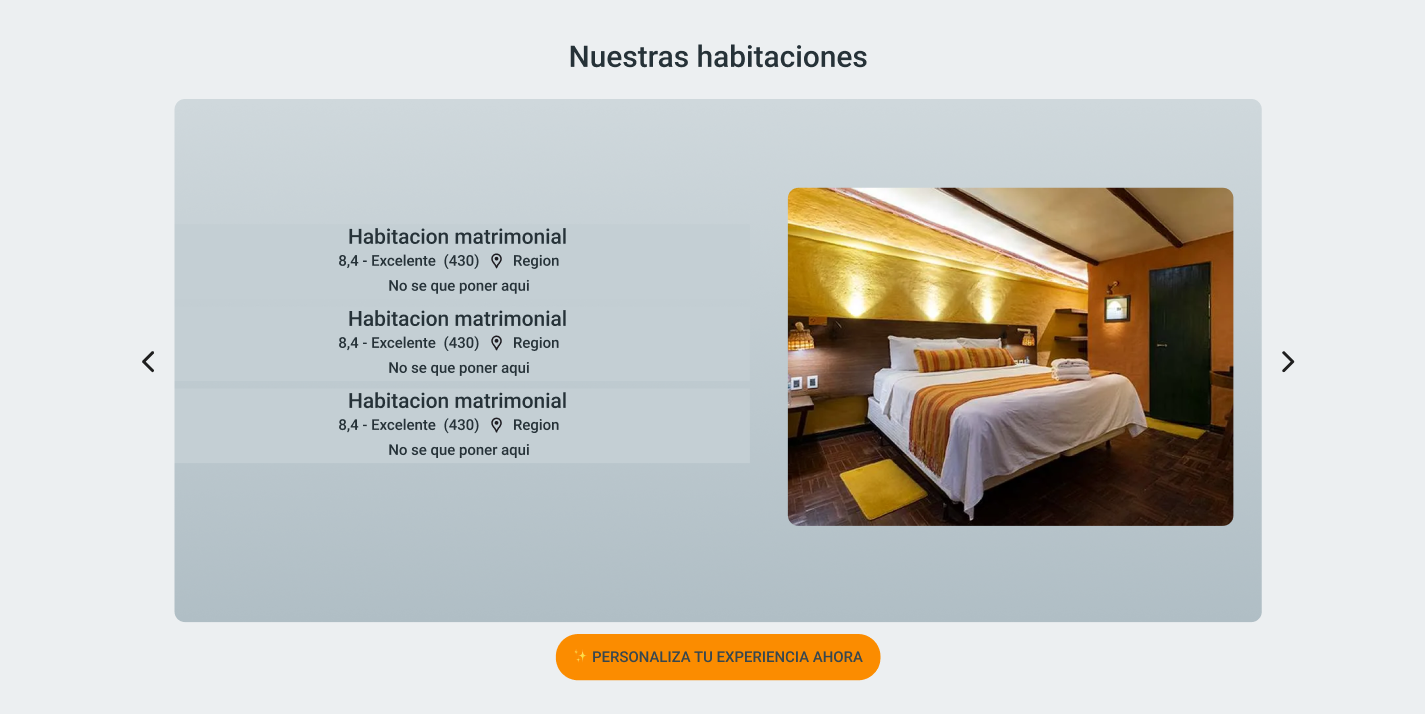 Nuestras habitaciones
Habitacion matrimonial
8,4 - Excelente (430) Region
No se que poner aqui
Habitacion matrimonial
8,4 - Excelente (430) Region
No se que poner aqui
Habitacion matrimonial
8,4 - Excelente (430) Region
No se que poner aqui
✨ PERSONALIZA TU EXPERIENCIA AHORA